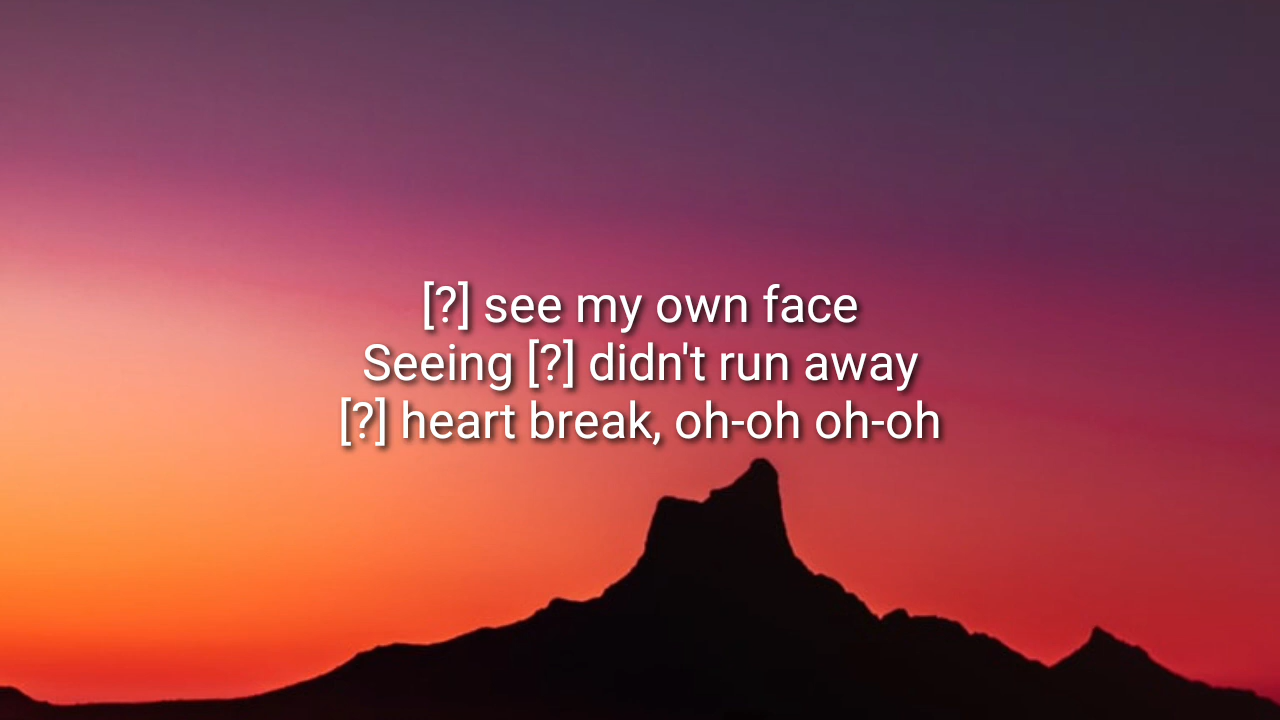 [?] see my own face
Seeing [?] didn't run away
[?] heart break, oh-oh oh-oh